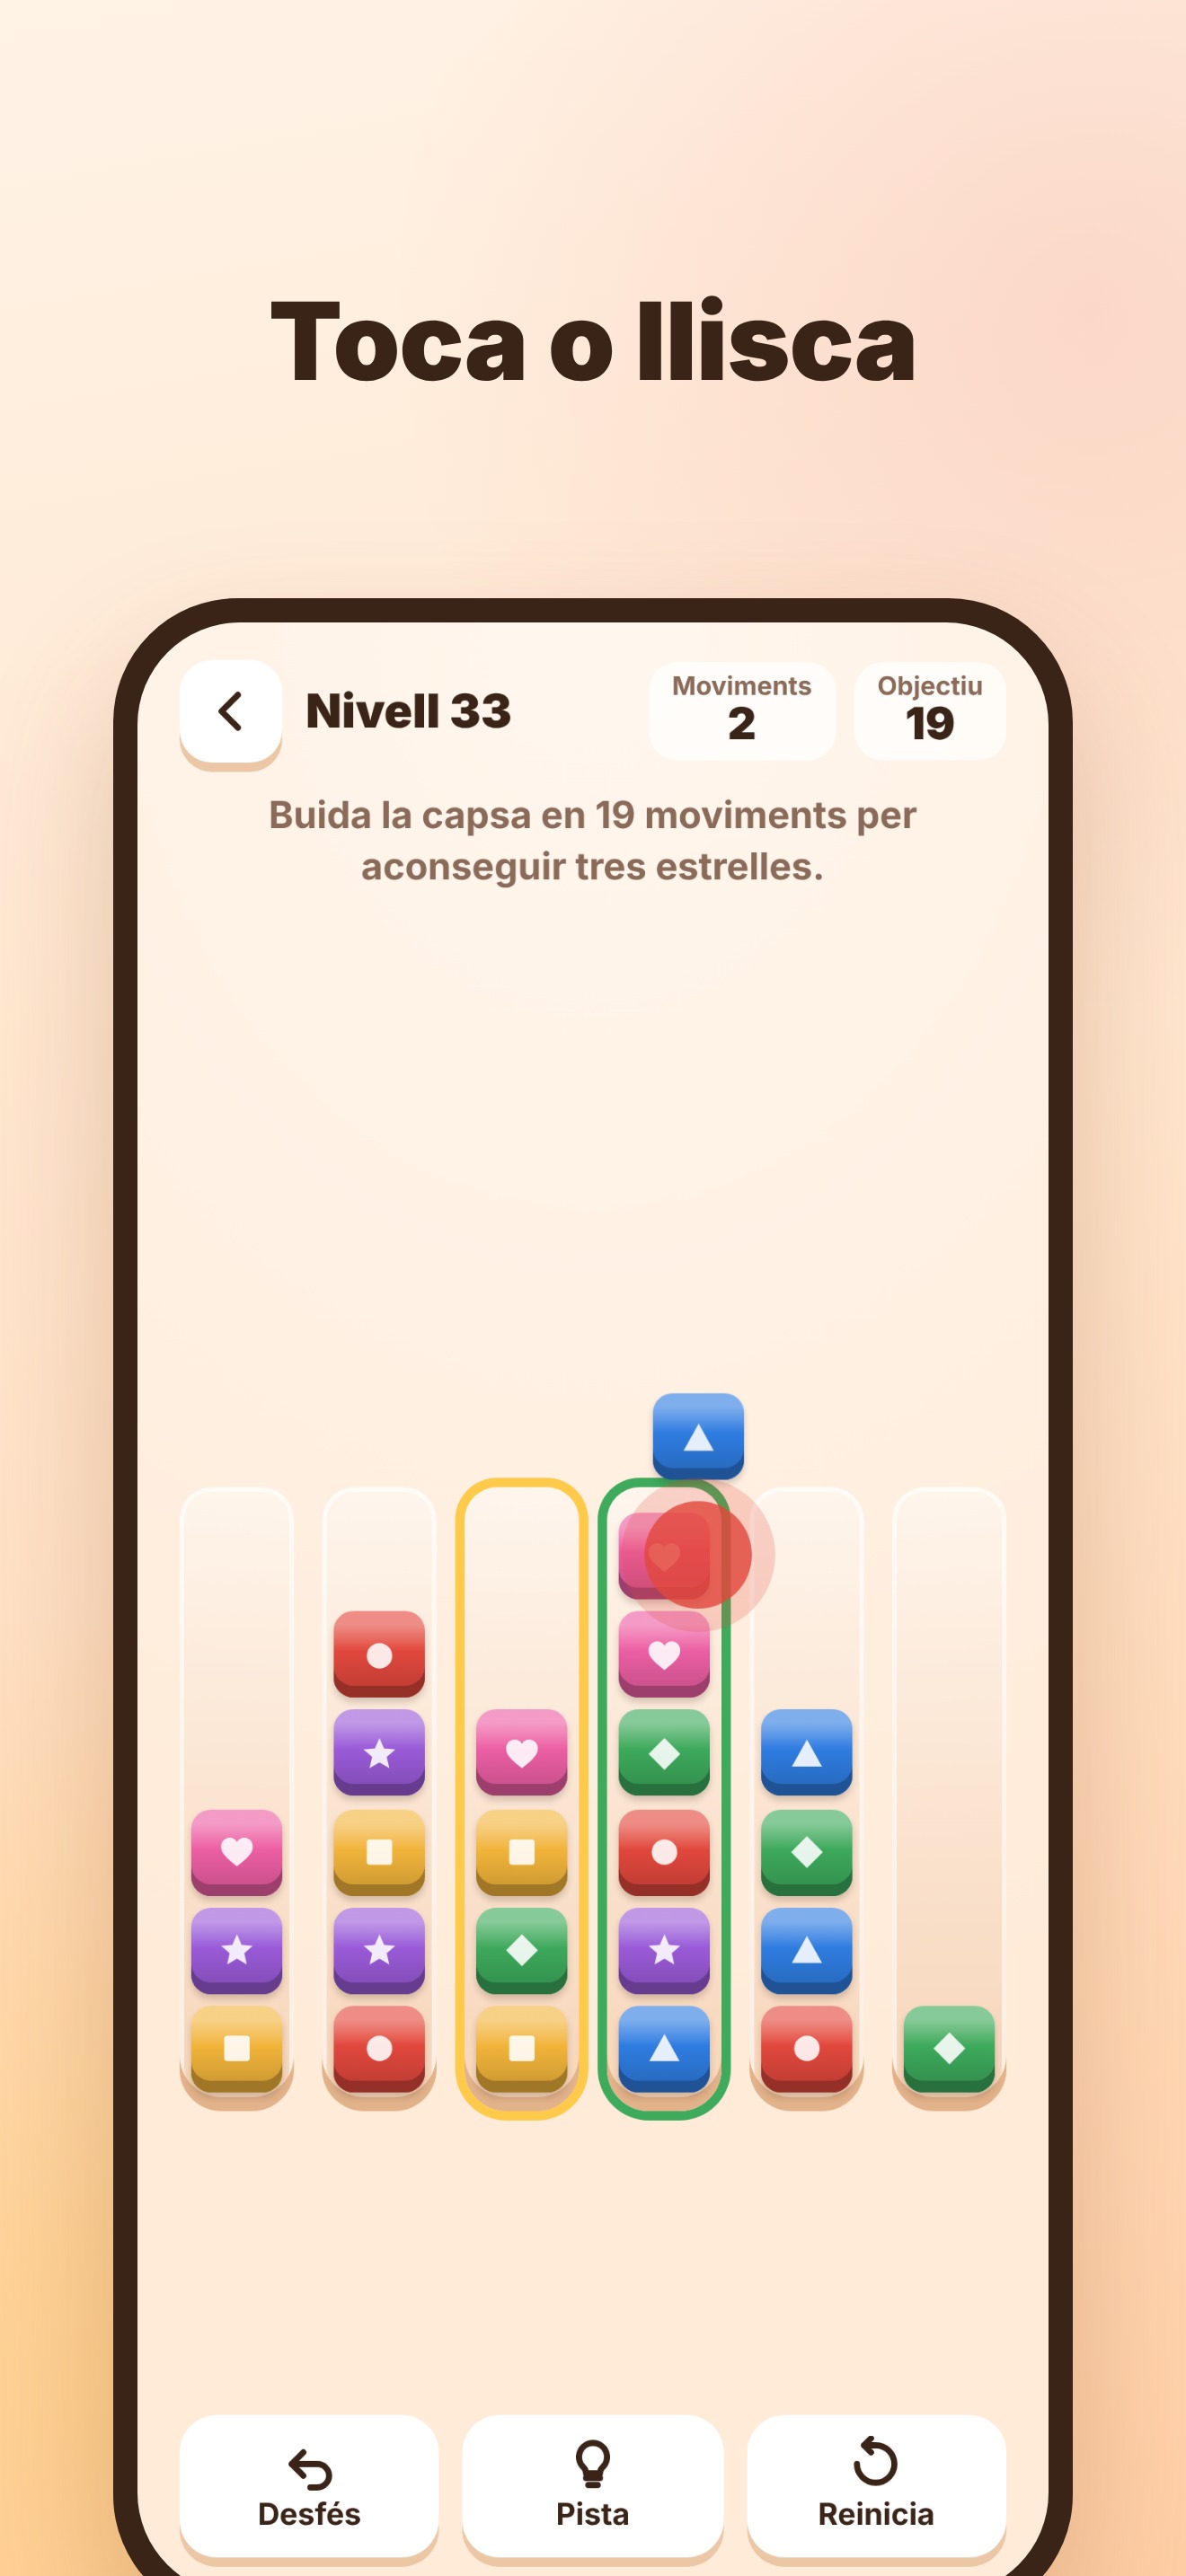 Toca o llisca
Nivell 33
Moviments
2
Objectiu
19
Buida la capsa en 19 moviments per
aconseguir tres estrelles.
Desfés
Pista
Reinicia